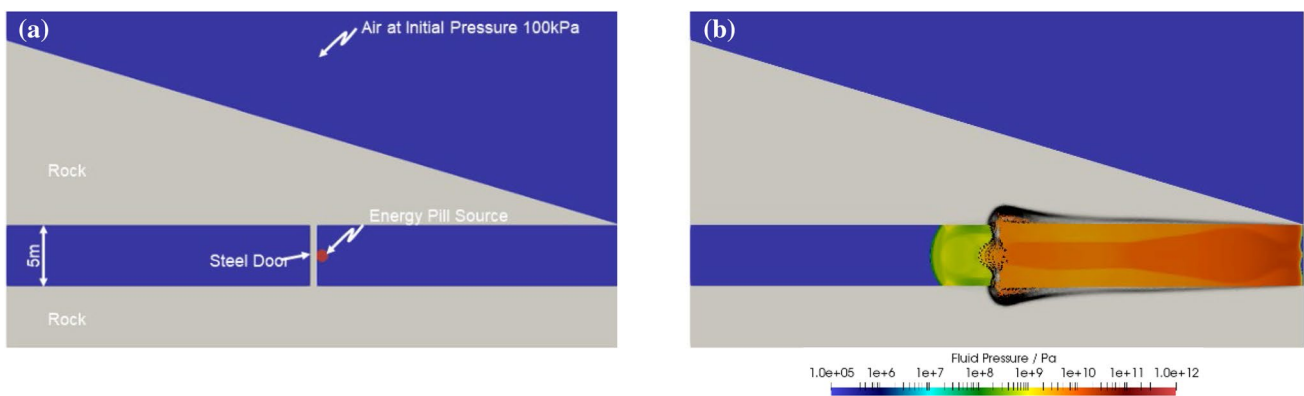 (a)
Air at Initial Pressure 100kPa
Rock
Energy Pill Source
5m
Steel Door
Rock
(b)
Fluid Pressure / Pa
1.0e+05 1e+6 1e+7 1e+8 1e+9 1e+10 1e+11 1.0e+12